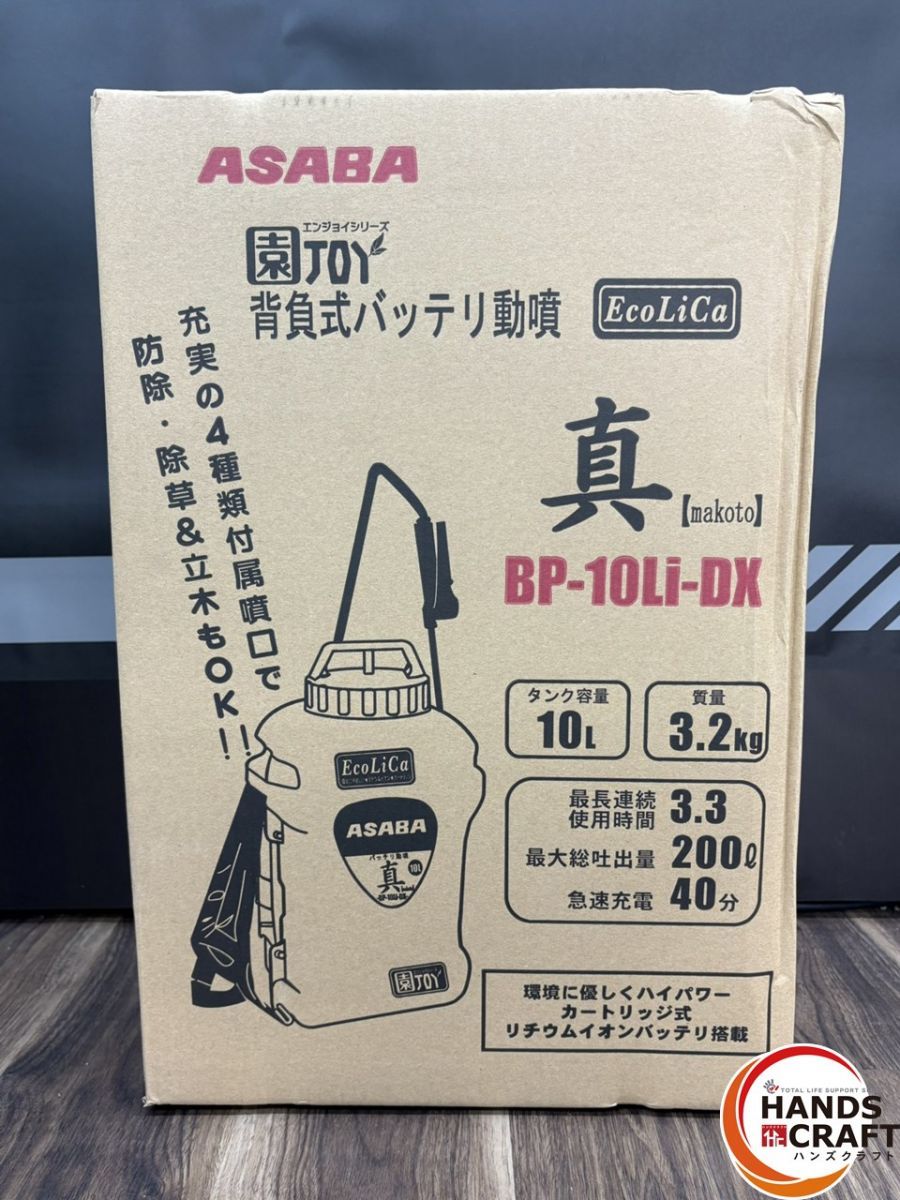 ASABA
エンジョイシリーズ
園JOY
背負式バッテリ動噴
EcoLiCa
充実の4種類付属噴口で
防除・除草&立木もOK!!
真
【makoto】
BP-10Li-DX
タンク容量
10L
質量
3.2kg
最長連続
使用時間 3.3
最大総吐出量 200ℓ
急速充電 40分
EcoLiCa
ASABA
バッテリ動噴
真
10L
BP-10Li-DX
園JOY
環境に優しくハイパワー
カートリッジ式
リチウムイオンバッテリ搭載
TOTAL LIFE SUPPORT
HANDS
CRAFT
ハンズクラフト